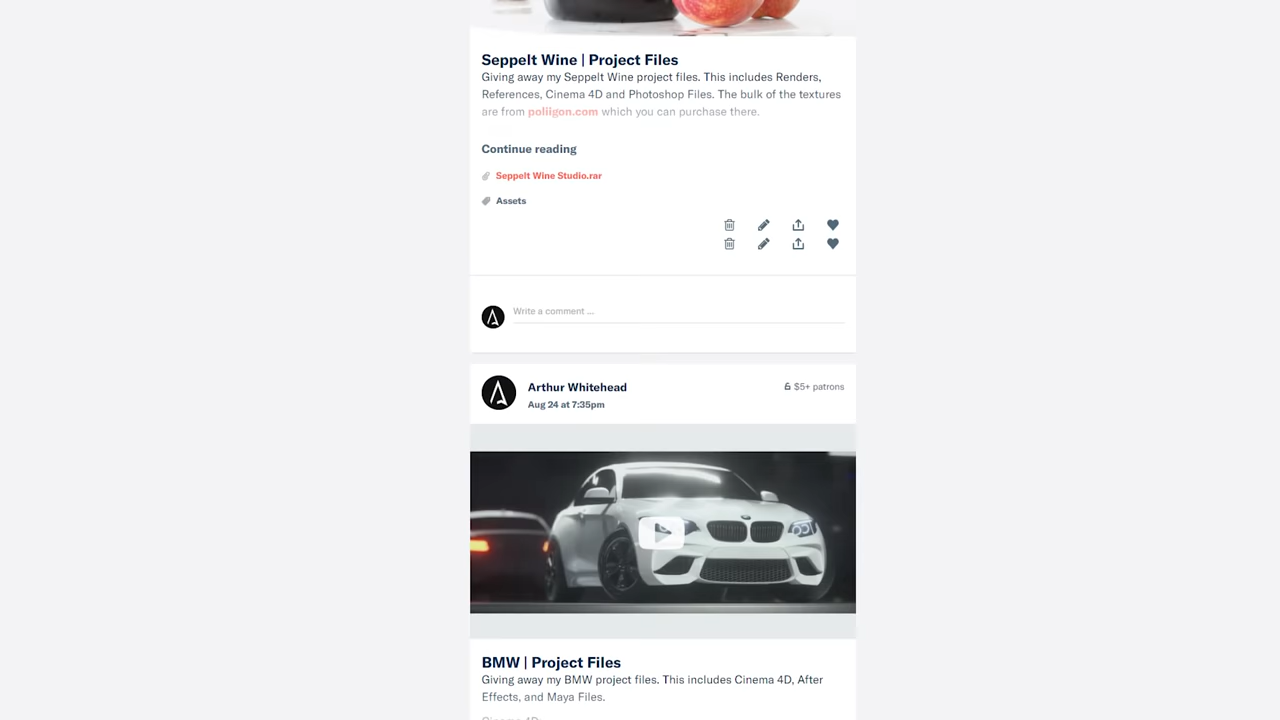 Seppelt Wine | Project Files
Giving away my Seppelt Wine project files. This includes Renders,
References, Cinema 4D and Photoshop Files. The bulk of the textures
are from poliigon.com which you can purchase there.
Continue reading
Seppelt Wine Studio.rar
Assets
Write a comment ...
Arthur Whitehead
$5+ patrons
Aug 24 at 7:35pm
BMW | Project Files
Giving away my BMW project files. This includes Cinema 4D, After
Effects, and Maya Files.
Cinema 4D: